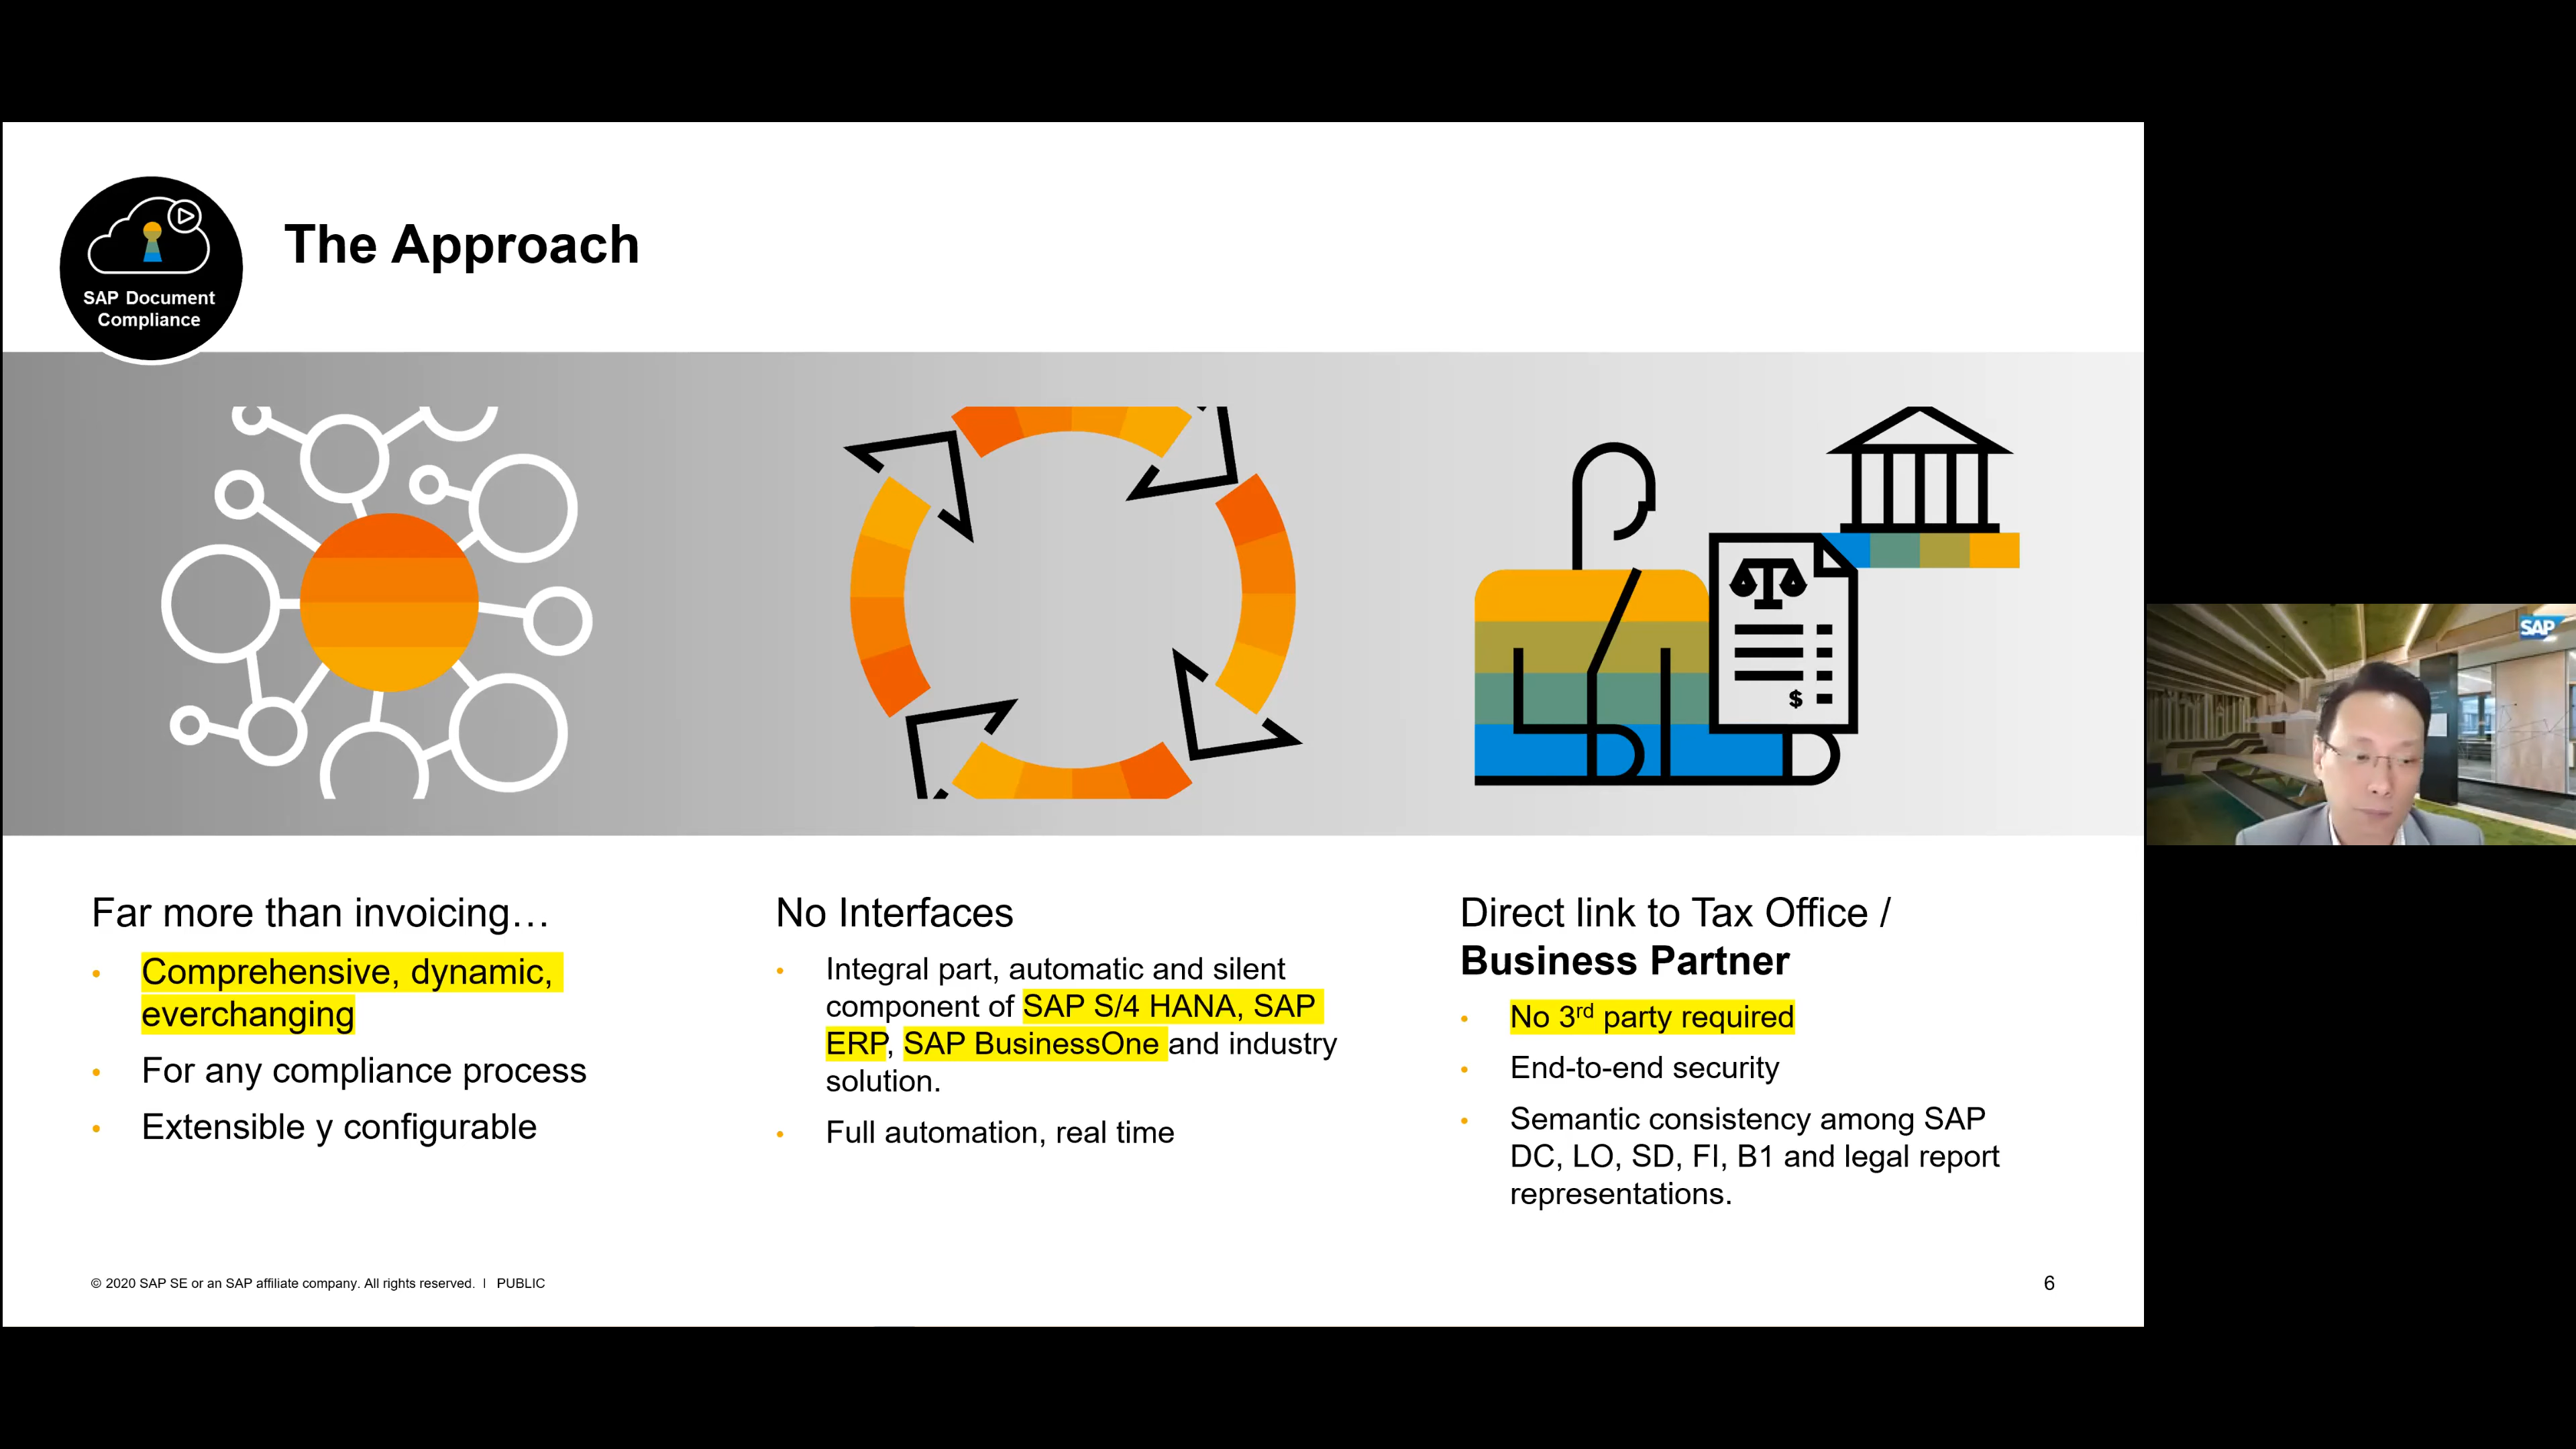 SAP Document
Compliance
The Approach
$
SAP
Far more than invoicing…
• Comprehensive, dynamic,
everchanging
• For any compliance process
• Extensible y configurable
No Interfaces
• Integral part, automatic and silent
component of SAP S/4 HANA, SAP
ERP, SAP BusinessOne and industry
solution.
• Full automation, real time
Direct link to Tax Office /
Business Partner
• No 3rd party required
• End-to-end security
• Semantic consistency among SAP
DC, LO, SD, FI, B1 and legal report
representations.
© 2020 SAP SE or an SAP affiliate company. All rights reserved. | PUBLIC
6